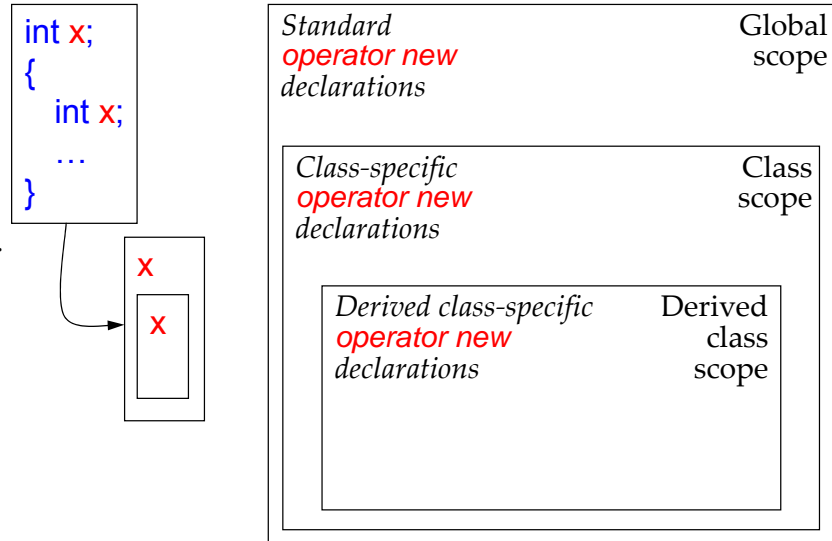 int x;
{
int x;
…
}
x
x
Standard Global
operator new scope
declarations
Class-specific Class
operator new scope
declarations
Derived class-specific Derived
operator new class
declarations scope